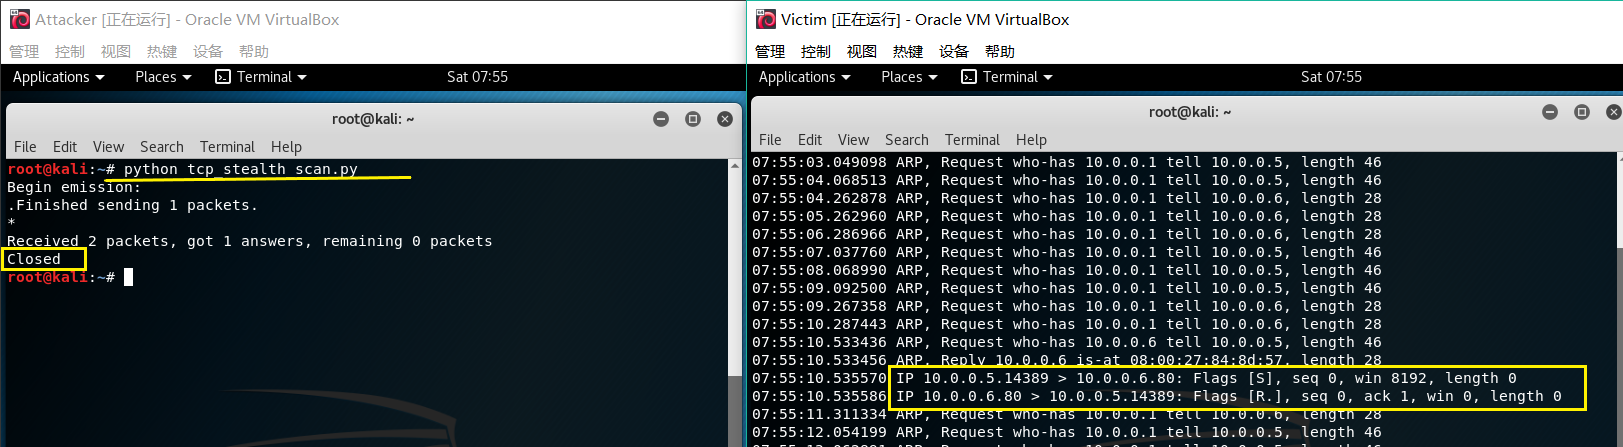 Attacker [正在运行] - Oracle VM VirtualBox
管理 控制 视图 热键 设备 帮助
Applications Places Terminal Sat 07:55
root@kali: ~
File Edit View Search Terminal Help
root@kali:~# python tcp_stealth scan.py
Begin emission:
.Finished sending 1 packets.
*
Received 2 packets, got 1 answers, remaining 0 packets
Closed
root@kali:~#
Victim [正在运行] - Oracle VM VirtualBox
管理 控制 视图 热键 设备 帮助
Applications Places Terminal Sat 07:55
root@kali: ~
File Edit View Search Terminal Help
07:55:03.049098 ARP, Request who-has 10.0.0.1 tell 10.0.0.5, length 46
07:55:04.068513 ARP, Request who-has 10.0.0.1 tell 10.0.0.5, length 46
07:55:04.262878 ARP, Request who-has 10.0.0.1 tell 10.0.0.6, length 28
07:55:05.262960 ARP, Request who-has 10.0.0.1 tell 10.0.0.6, length 28
07:55:06.286966 ARP, Request who-has 10.0.0.1 tell 10.0.0.6, length 28
07:55:07.037760 ARP, Request who-has 10.0.0.1 tell 10.0.0.5, length 46
07:55:08.068990 ARP, Request who-has 10.0.0.1 tell 10.0.0.5, length 46
07:55:09.092500 ARP, Request who-has 10.0.0.1 tell 10.0.0.5, length 46
07:55:09.267358 ARP, Request who-has 10.0.0.1 tell 10.0.0.6, length 28
07:55:10.287443 ARP, Request who-has 10.0.0.1 tell 10.0.0.6, length 28
07:55:10.533436 ARP, Request who-has 10.0.0.6 tell 10.0.0.5, length 46
07:55:10.533456 ARP, Reply 10.0.0.6 is-at 08:00:27:84:8d:57, length 28
07:55:10.535570 IP 10.0.0.5.14389 > 10.0.0.6.80: Flags [S], seq 0, win 8192, length 0
07:55:10.535586 IP 10.0.0.6.80 > 10.0.0.5.14389: Flags [R.], seq 0, ack 1, win 0, length 0
07:55:11.311334 ARP, Request who-has 10.0.0.1 tell 10.0.0.6, length 28
07:55:12.054199 ARP, Request who-has 10.0.0.1 tell 10.0.0.5, length 46